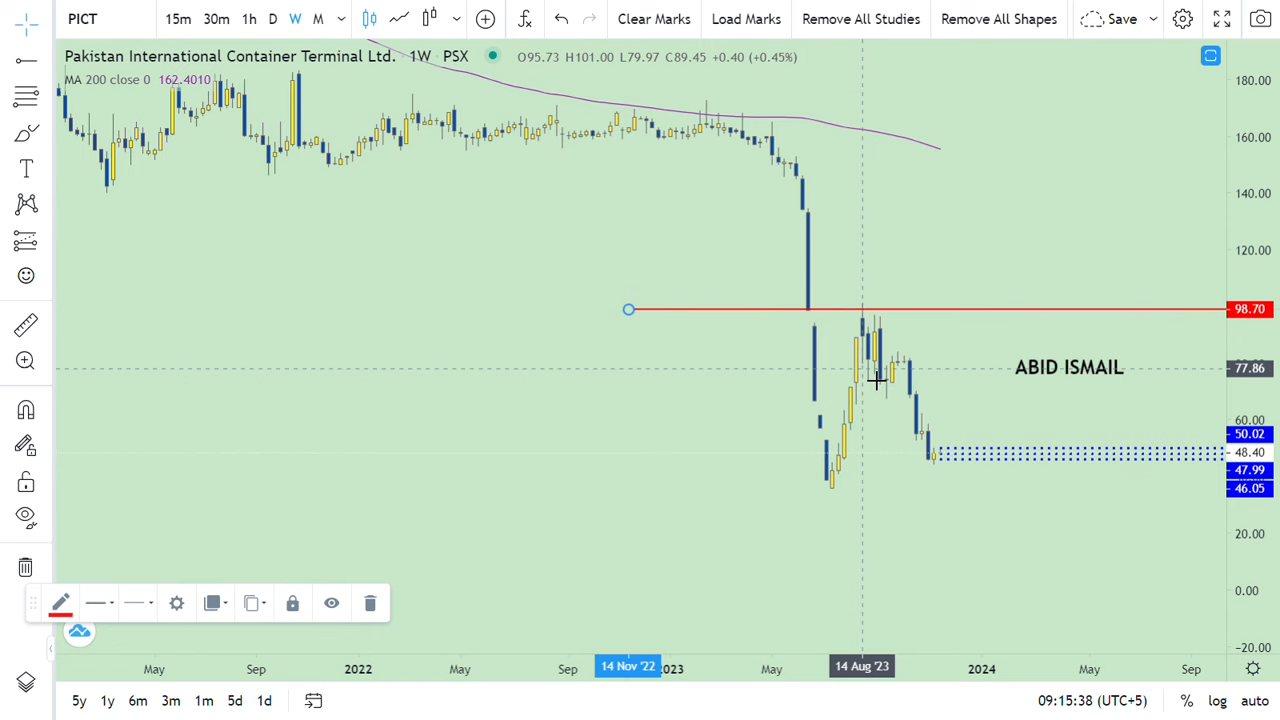 PICT 15m 30m 1h D W M Clear Marks Load Marks Remove All Studies Remove All Shapes Save
Pakistan International Container Terminal Ltd. 1W PSX O95.73 H101.00 L79.97 C89.45 +0.40 (+0.45%)
MA 200 close 0 162.4010
180.00
160.00
140.00
120.00
98.70
ABID ISMAIL
77.86
60.00
50.02
48.40
47.99
46.05
20.00
0.00
−20.00
May Sep 2022 May Sep 14 Nov '22 2023 May 14 Aug '23 2024 May Sep
5y 1y 6m 3m 1m 5d 1d 09:15:38 (UTC+5) % log auto